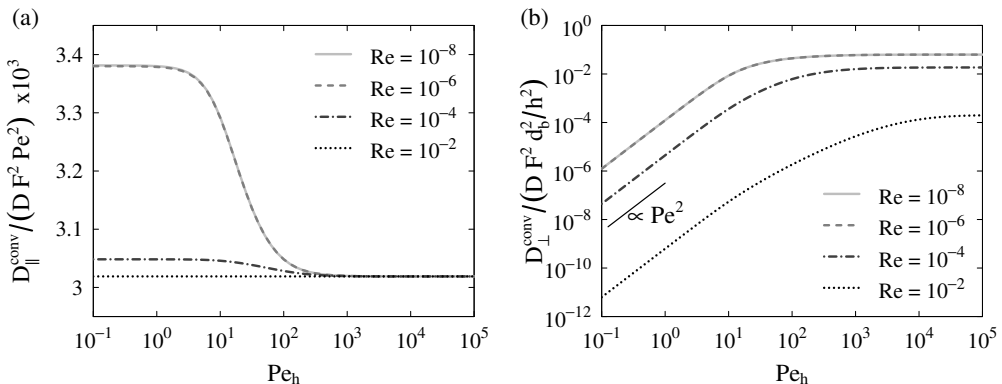 (a)
D∥^conv/(D F² Pe²) x10³
3.4
3.3
3.2
3.1
3
10⁻¹ 10⁰ 10¹ 10² 10³ 10⁴ 10⁵
Pe_h
Re = 10⁻⁸
Re = 10⁻⁶
Re = 10⁻⁴
Re = 10⁻²
(b)
D⊥^conv/(D F² d_b²/h²)
10⁰
10⁻²
10⁻⁴
10⁻⁶
10⁻⁸
10⁻¹⁰
10⁻¹²
10⁻¹ 10⁰ 10¹ 10² 10³ 10⁴ 10⁵
Pe_h
∝ Pe²
Re = 10⁻⁸
Re = 10⁻⁶
Re = 10⁻⁴
Re = 10⁻²